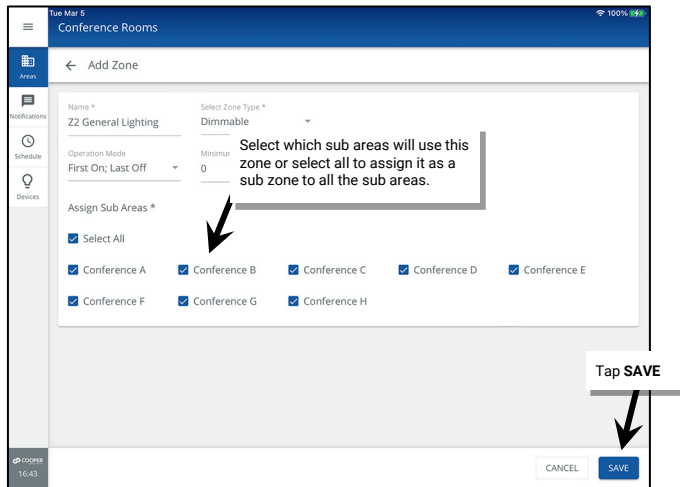 Tue Mar 5
100%
Conference Rooms
Areas
Add Zone
Notifications
Schedule
Devices
Name *
Select Zone Type *
Z2 General Lighting
Dimmable
Operation Mode
First On; Last Off
0
Select which sub areas will use this
zone or select all to assign it as a
sub zone to all the sub areas.
Assign Sub Areas *
Select All
Conference A
Conference B
Conference C
Conference D
Conference E
Conference F
Conference G
Conference H
Tap SAVE
COOPER
16:43
CANCEL
SAVE